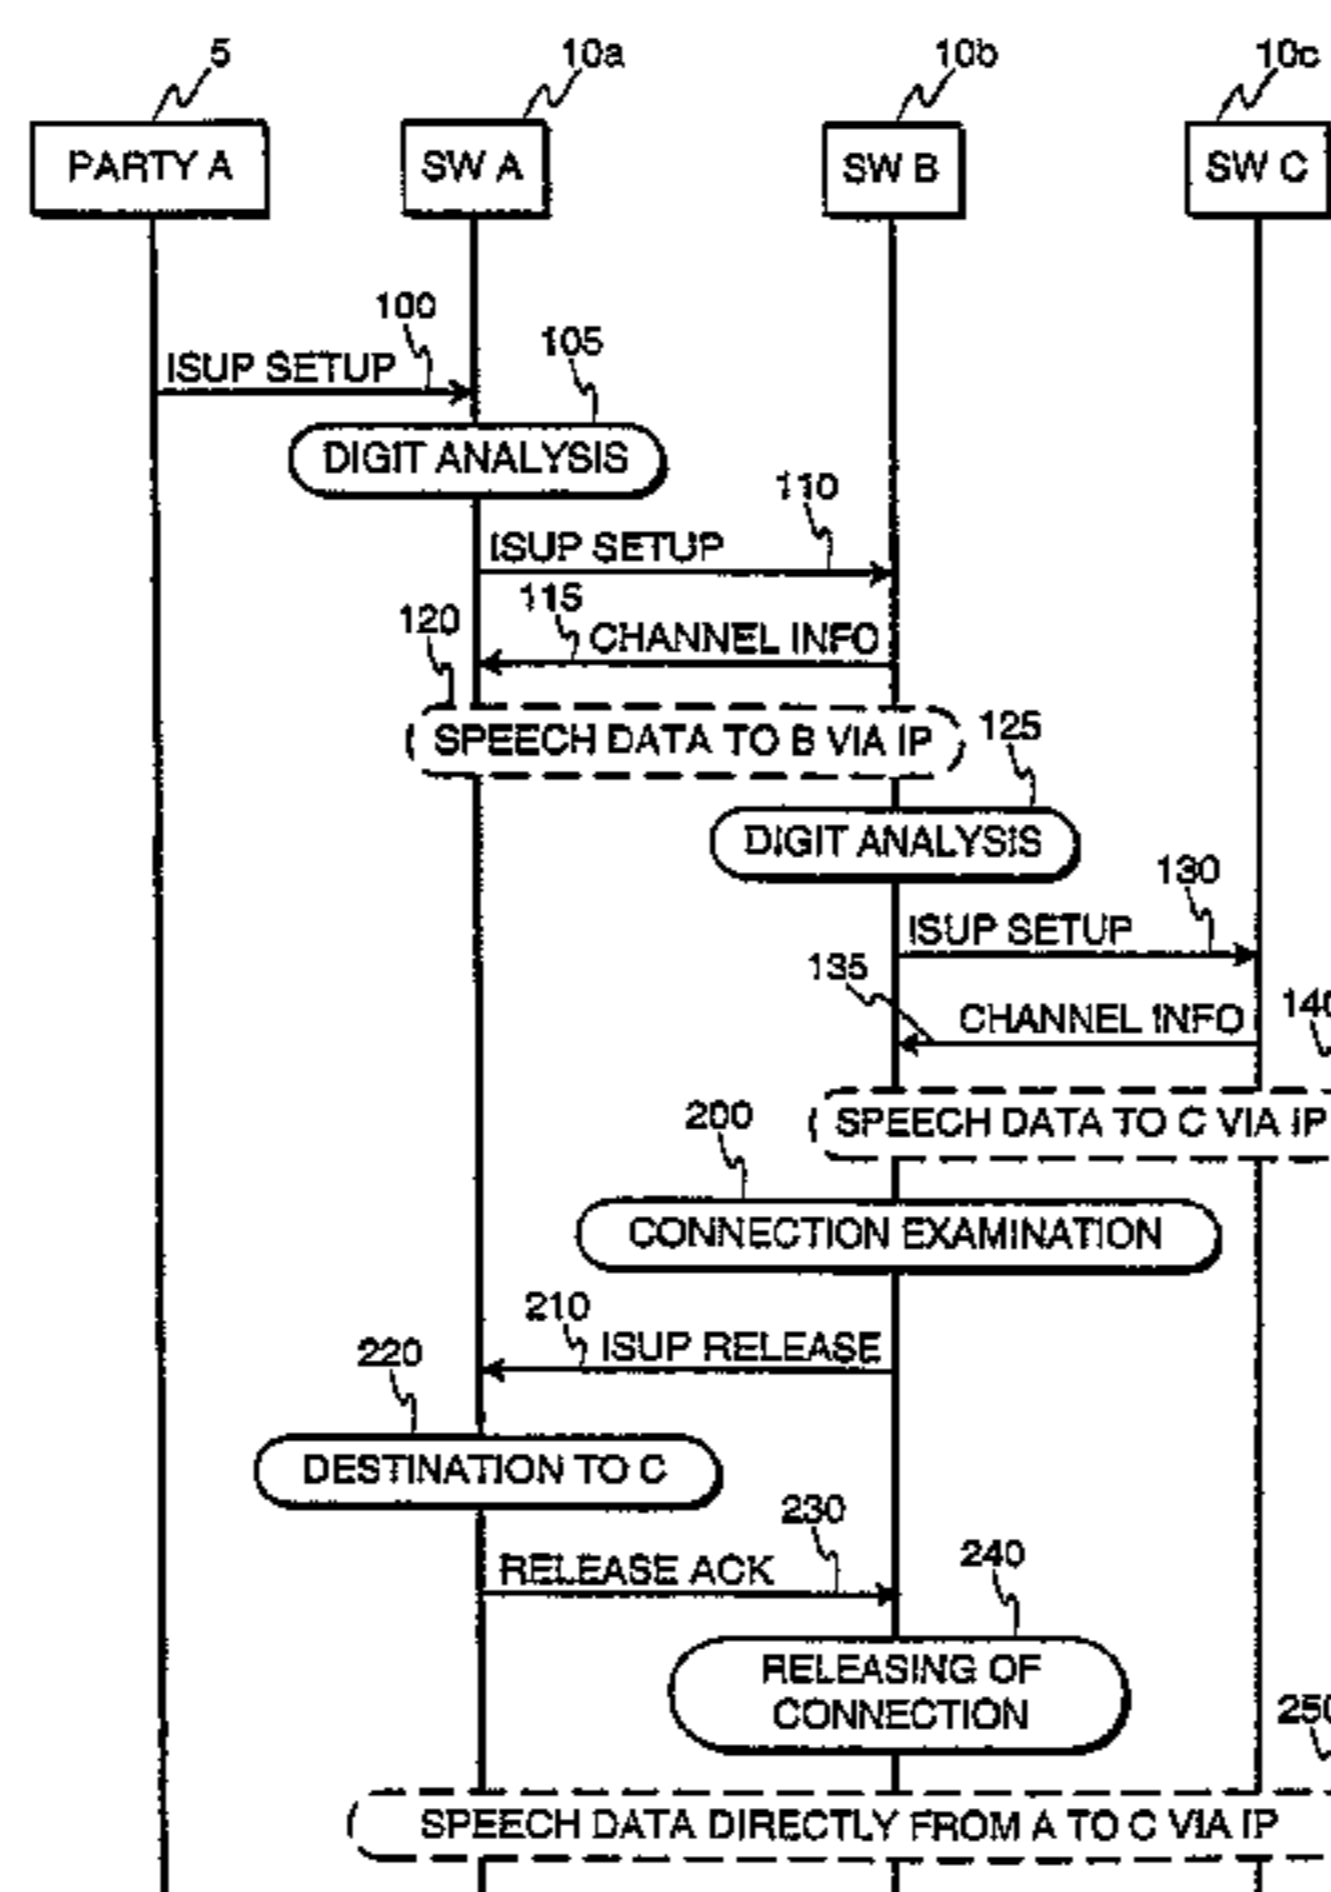 5
10a
10b
10c
PARTY A
SW A
SW B
SW C
100
ISUP SETUP
105
DIGIT ANALYSIS
110
ISUP SETUP
115
CHANNEL INFO
120
SPEECH DATA TO B VIA IP
125
DIGIT ANALYSIS
130
ISUP SETUP
135
CHANNEL INFO
140
SPEECH DATA TO C VIA IP
200
CONNECTION EXAMINATION
210
ISUP RELEASE
220
DESTINATION TO C
230
RELEASE ACK
240
RELEASING OF
CONNECTION
250
SPEECH DATA DIRECTLY FROM A TO C VIA IP